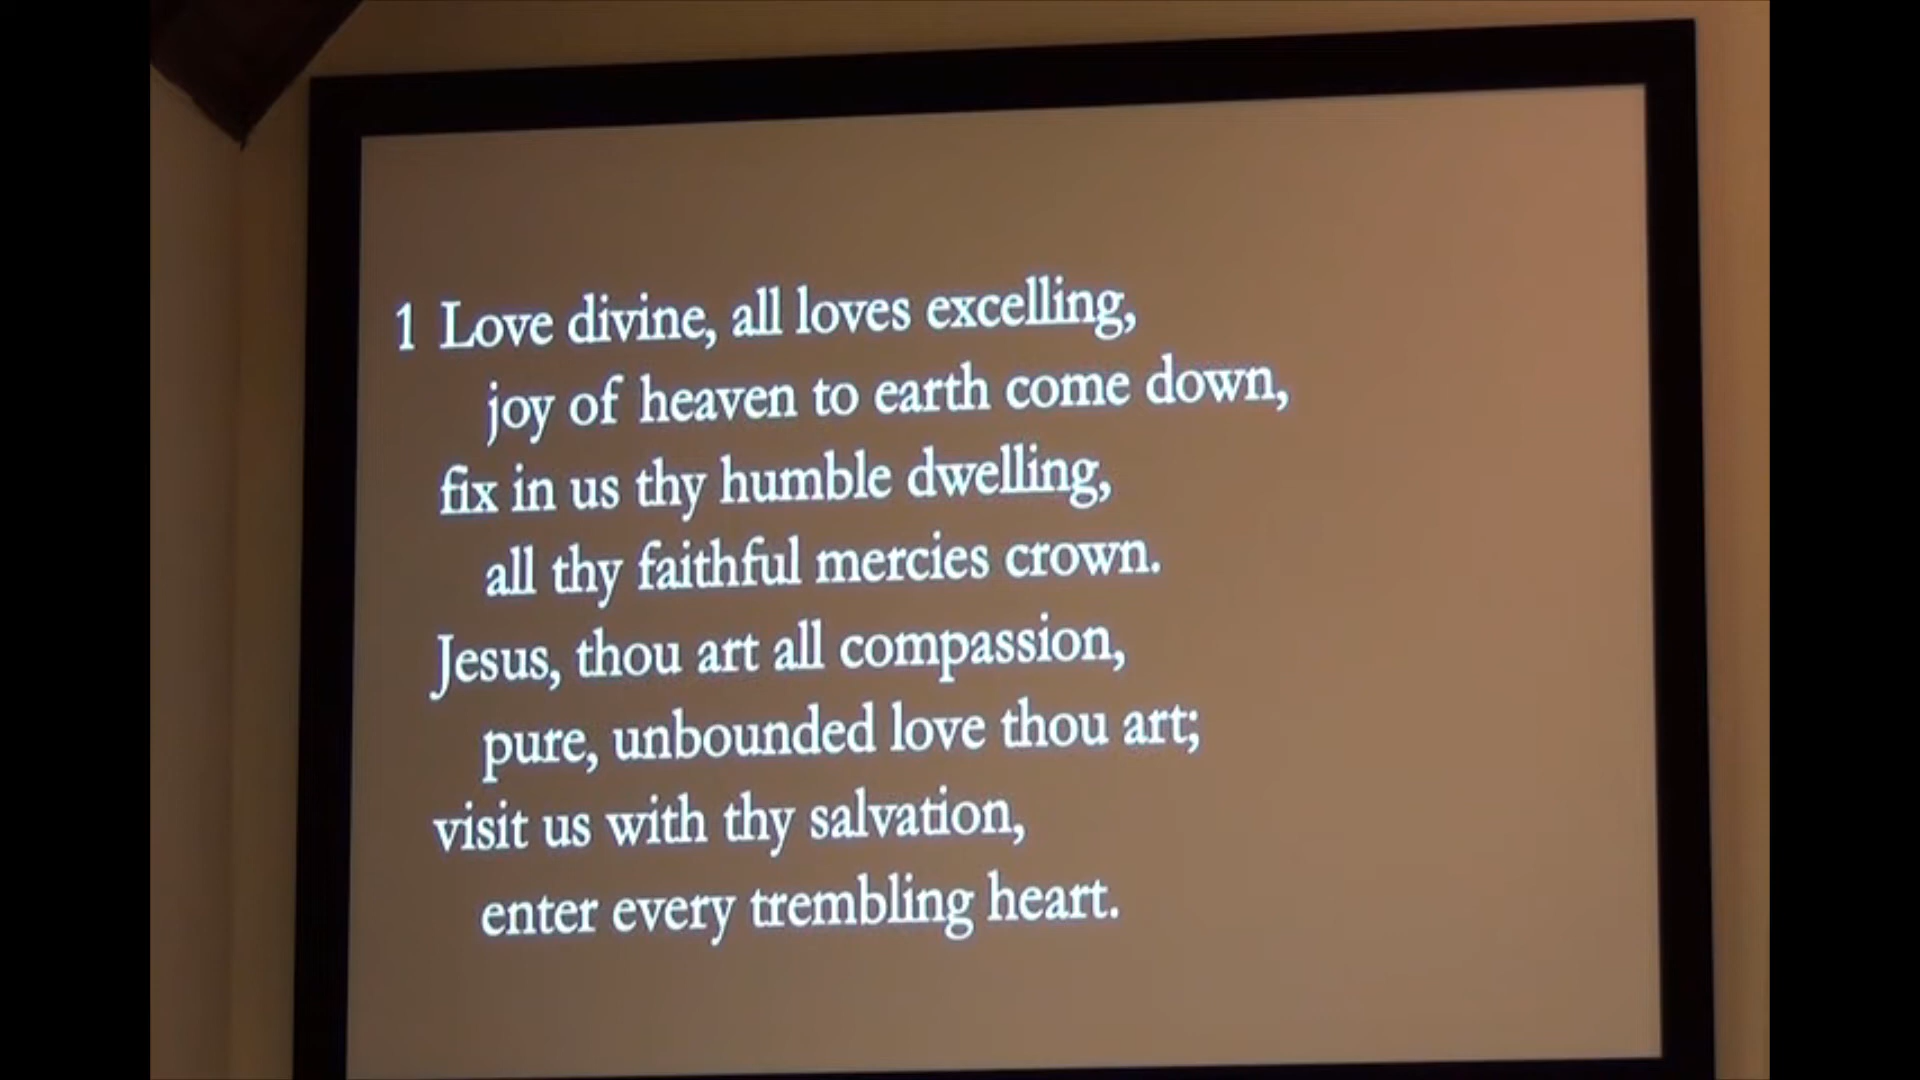 1 Love divine, all loves excelling,
joy of heaven to earth come down,
fix in us thy humble dwelling,
all thy faithful mercies crown.
Jesus, thou art all compassion,
pure, unbounded love thou art;
visit us with thy salvation,
enter every trembling heart.